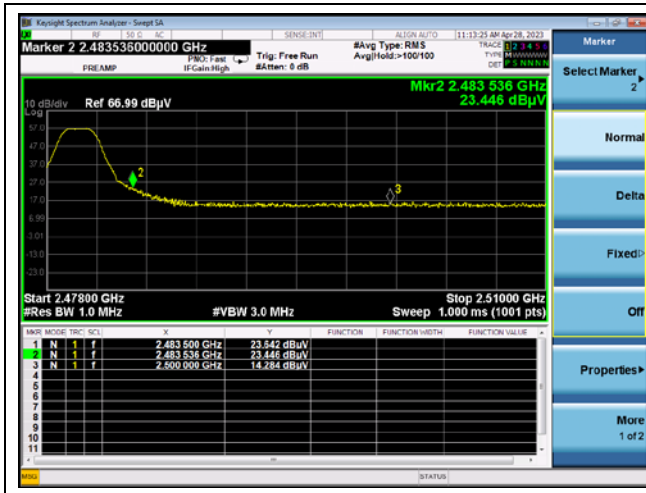 Keysight Spectrum Analyzer - Swept SA
RF 50 Ω AC SENSE:INT ALIGN AUTO 11:13:25 AM Apr 28, 2023
Marker 2 2.483536000000 GHz
PREAMP
PNO: Fast
IFGain:High
Trig: Free Run
#Atten: 0 dB
#Avg Type: RMS
Avg|Hold:>100/100
TRACE 1 2 3 4 5 6
TYPE M
DET P S N N N N
Marker
Select Marker
2
Normal
Delta
Fixed
Off
Properties
More
1 of 2
Mkr2 2.483 536 GHz
23.446 dBµV
10 dB/div Ref 66.99 dBµV
Log
57.0
47.0
37.0
27.0
17.0
6.99
-3.01
-13.0
-23.0
2
3
Start 2.47800 GHz Stop 2.51000 GHz
#Res BW 1.0 MHz #VBW 3.0 MHz Sweep 1.000 ms (1001 pts)
MKR MODE TRC SCL X Y FUNCTION FUNCTION WIDTH FUNCTION VALUE
1 N 1 f 2.483 500 GHz 23.642 dBµV
2 N 1 f 2.483 536 GHz 23.446 dBµV
3 N 1 f 2.500 000 GHz 14.284 dBµV
4
5
6
7
8
9
10
11
MSG STATUS